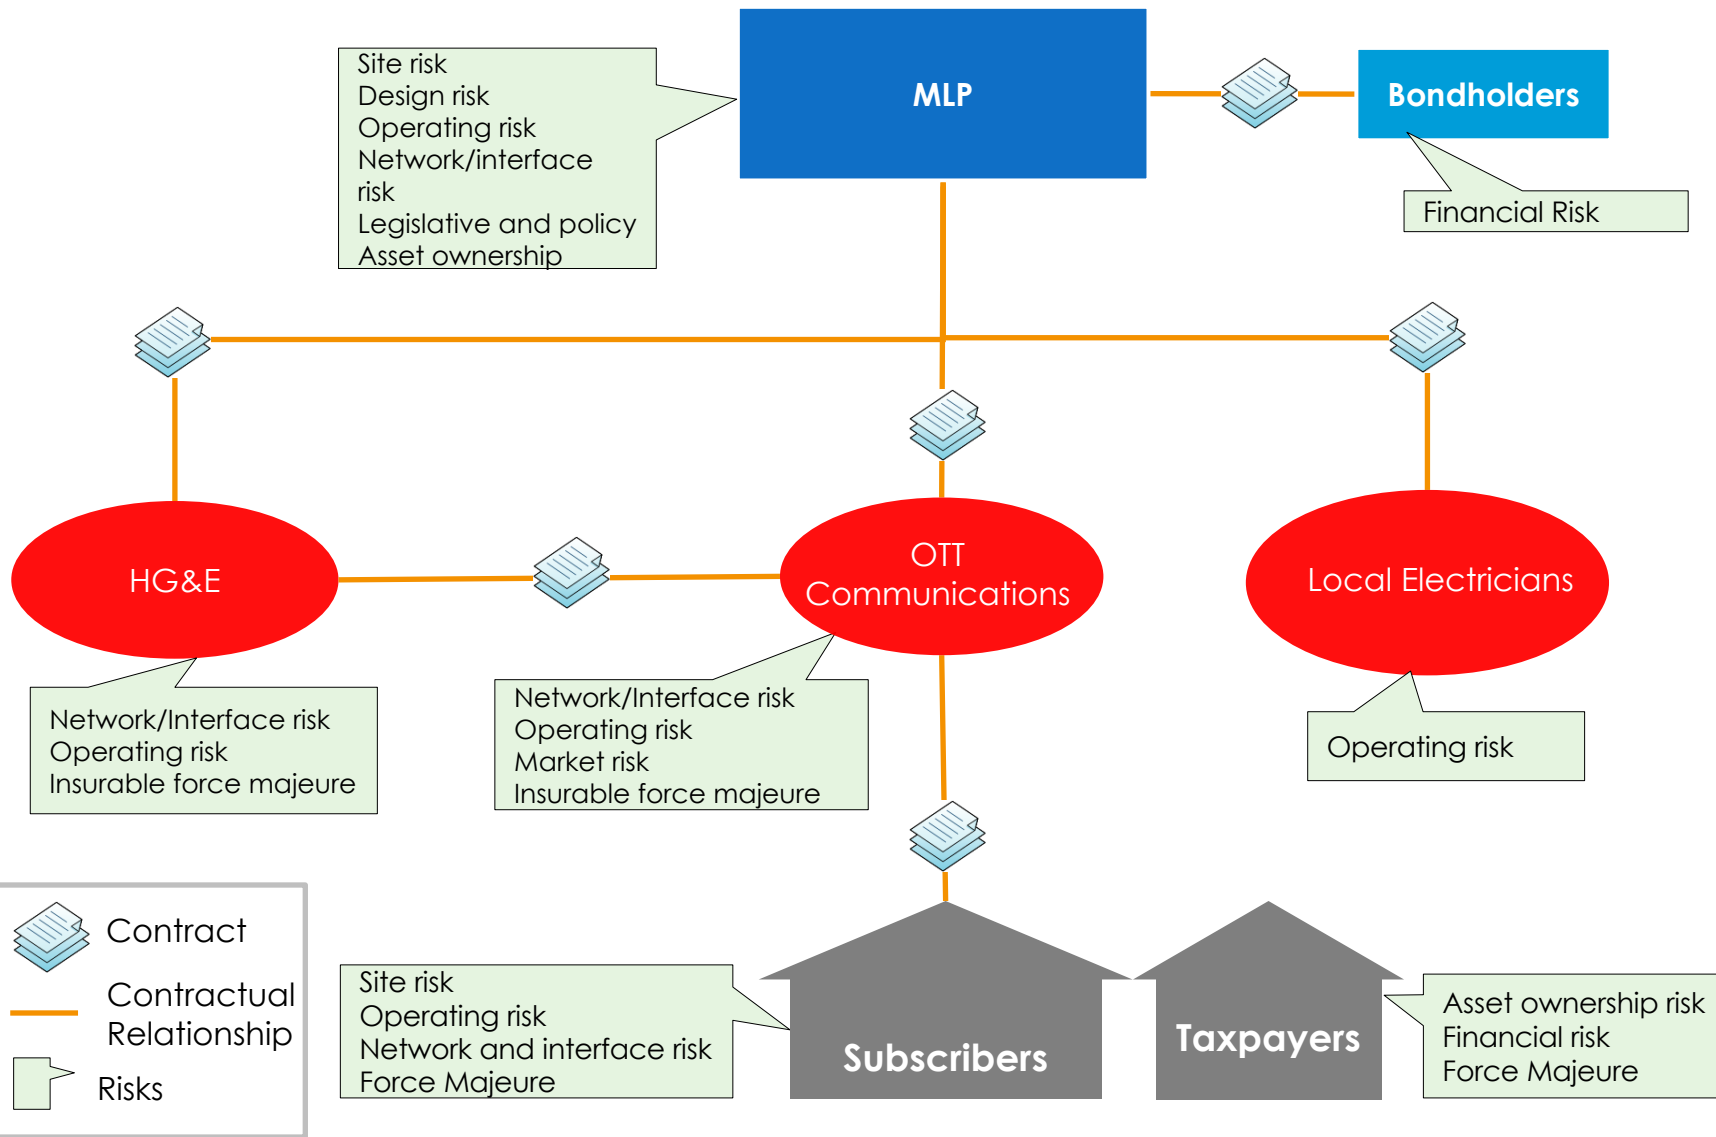 Site risk
Design risk
Operating risk
Network/interface
risk
Legislative and policy
Asset ownership
MLP
Bondholders
Financial Risk
HG&E
OTT
Communications
Local Electricians
Network/Interface risk
Operating risk
Insurable force majeure
Network/Interface risk
Operating risk
Market risk
Insurable force majeure
Operating risk
Contract
Contractual
Relationship
Risks
Site risk
Operating risk
Network and interface risk
Force Majeure
Subscribers
Taxpayers
Asset ownership risk
Financial risk
Force Majeure